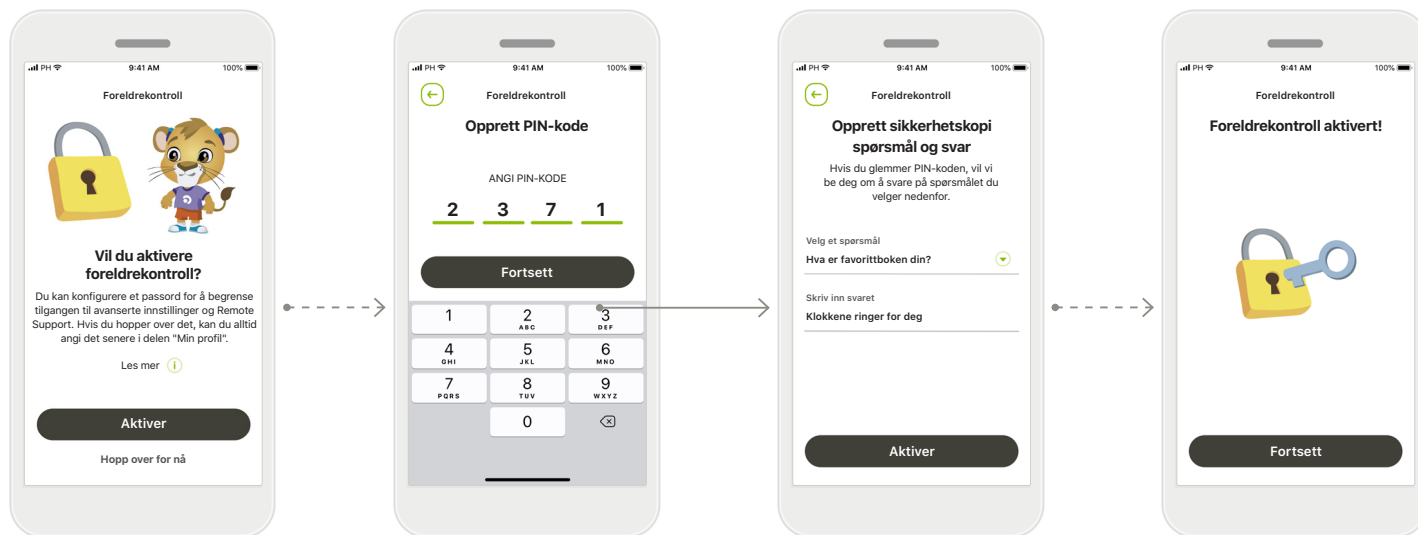 PH 9:41 AM 100%
Foreldrekontroll
Vil du aktivere
foreldrekontroll?
Du kan konfigurere et passord for å begrense
tilgangen til avanserte innstillinger og Remote
Support. Hvis du hopper over det, kan du alltid
angi det senere i delen "Min profil".
Les mer i
Aktiver
Hopp over for nå
PH 9:41 AM 100%
Foreldrekontroll
Opprett PIN-kode
ANGI PIN-KODE
2 3 7 1
Fortsett
1 2 3
ABC DEF
4 5 6
GHI JKL MNO
7 8 9
PQRS TUV WXYZ
0
PH 9:41 AM 100%
Foreldrekontroll
Opprett sikkerhetskopi
spørsmål og svar
Hvis du glemmer PIN-koden, vil vi
be deg om å svare på spørsmålet du
velger nedenfor.
Velg et spørsmål
Hva er favorittboken din?
Skriv inn svaret
Klokkene ringer for deg
Aktiver
PH 9:41 AM 100%
Foreldrekontroll
Foreldrekontroll aktivert!
Fortsett